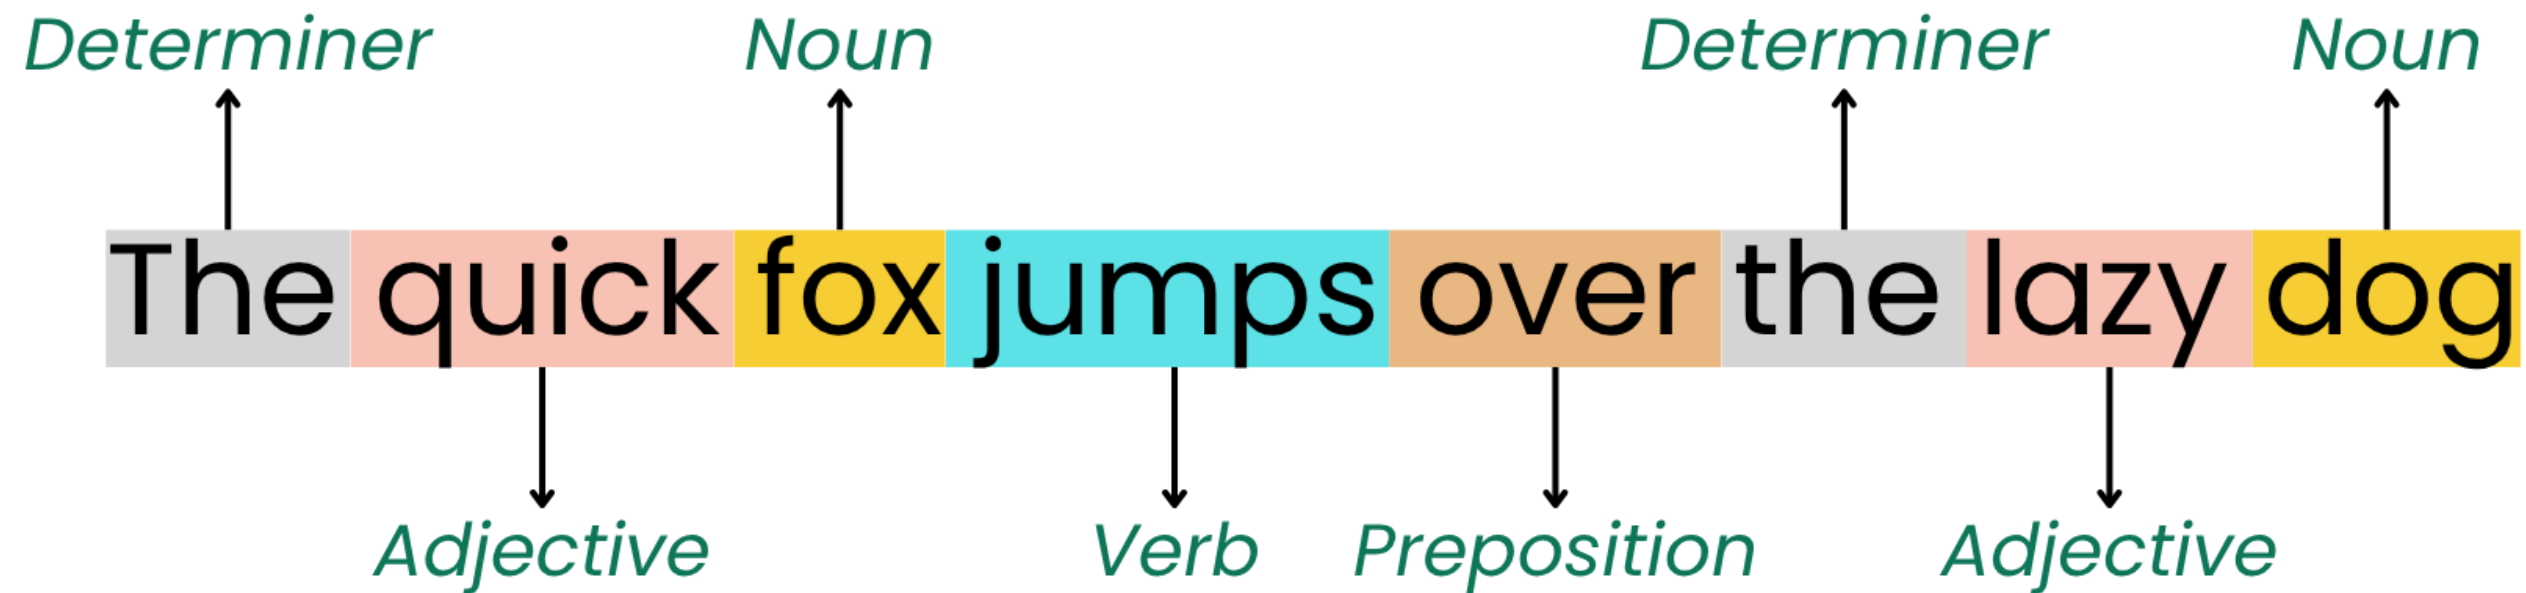 Determiner Noun Determiner Noun
The quick fox jumps over the lazy dog
Adjective Verb Preposition Adjective